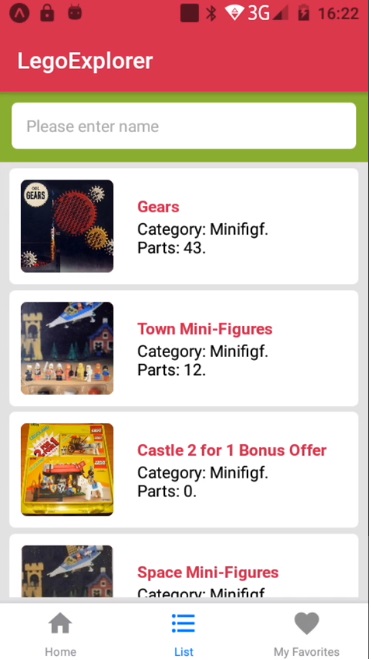 3G 16:22
LegoExplorer
Please enter name
GEARS
Gears
Category: Minifigf.
Parts: 43.
Town Mini-Figures
Category: Minifigf.
Parts: 12.
Castle 2 for 1 Bonus Offer
Category: Minifigf.
Parts: 0.
Space Mini-Figures
Category: Minifigf.
Home
List
My Favorites